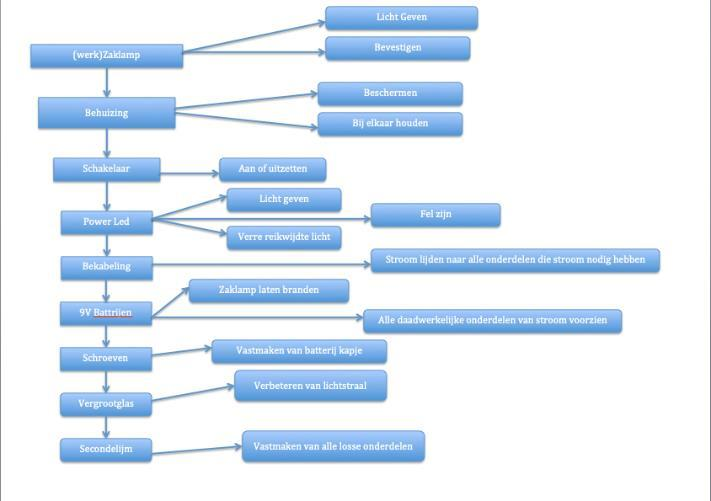 Licht Geven
(werk)Zaklamp
Bevestigen
Behuizing
Beschermen
Bij elkaar houden
Schakelaar
Aan of uitzetten
Power Led
Licht geven
Fel zijn
Verre reikwijdte licht
Bekabeling
Stroom lijden naar alle onderdelen die stroom nodig hebben
9V Battrijen
Zaklamp laten branden
Alle daadwerkelijke onderdelen van stroom voorzien
Schroeven
Vastmaken van batterij kapje
Vergrootglas
Verbeteren van lichtstraal
Secondelijm
Vastmaken van alle losse onderdelen